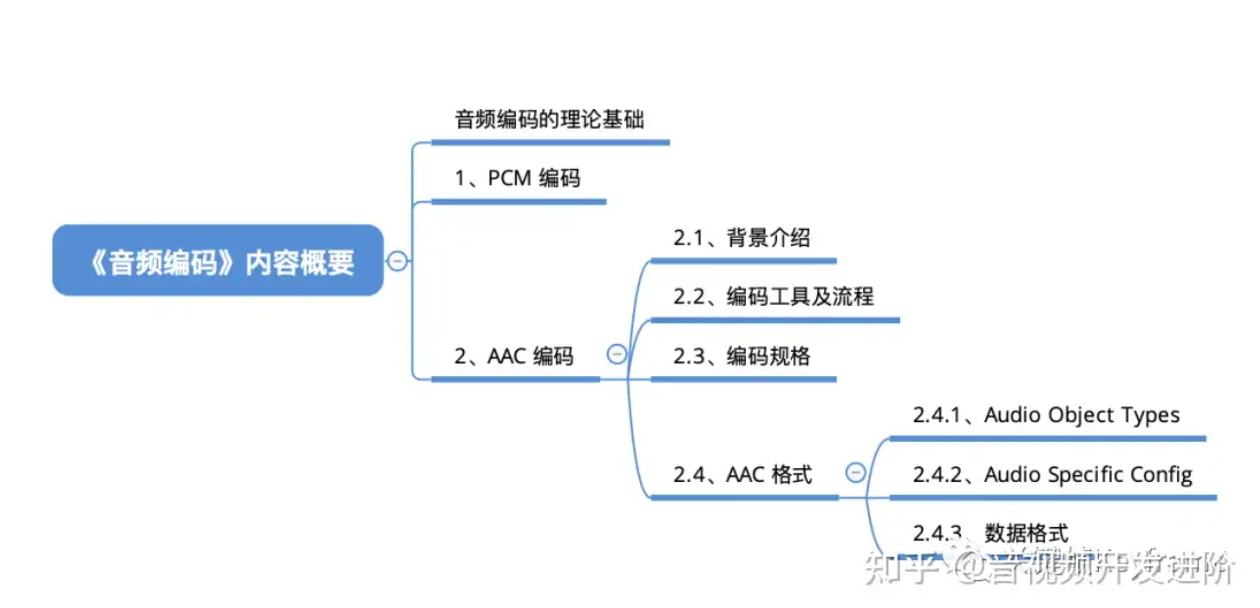 音频编码的理论基础
1、PCM 编码
《音频编码》内容概要
2.1、背景介绍
2.2、编码工具及流程
2、AAC 编码
2.3、编码规格
2.4.1、Audio Object Types
2.4、AAC 格式
2.4.2、Audio Specific Config
2.4.3、数据格式
知乎 @音视频开发进阶